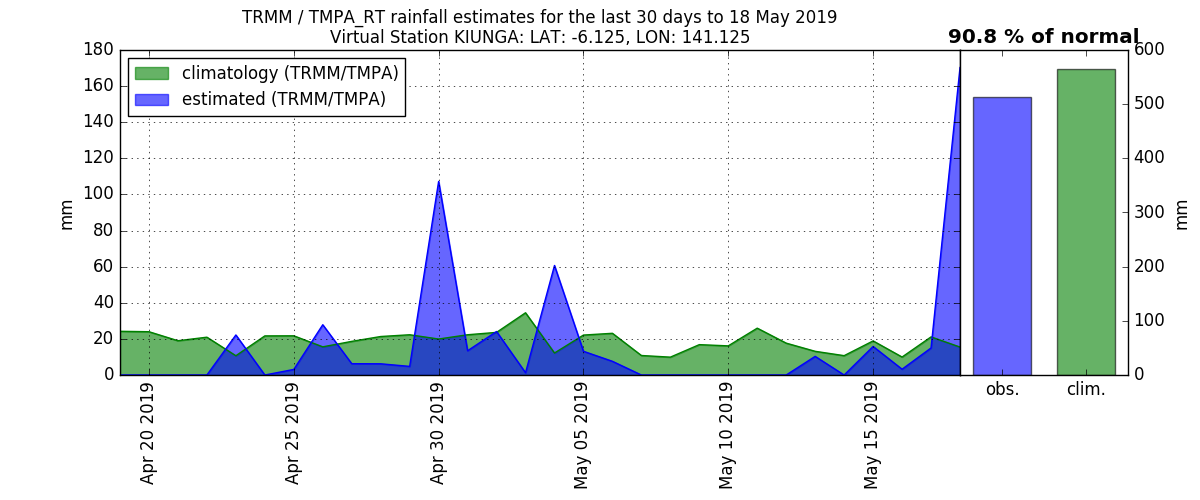 TRMM / TMPA_RT rainfall estimates for the last 30 days to 18 May 2019
Virtual Station KIUNGA: LAT: -6.125, LON: 141.125
90.8 % of normal
climatology (TRMM/TMPA)
estimated (TRMM/TMPA)
180
160
140
120
100
80
60
40
20
0
mm
Apr 20 2019
Apr 25 2019
Apr 30 2019
May 05 2019
May 10 2019
May 15 2019
obs.
clim.
600
500
400
300
200
100
0
mm